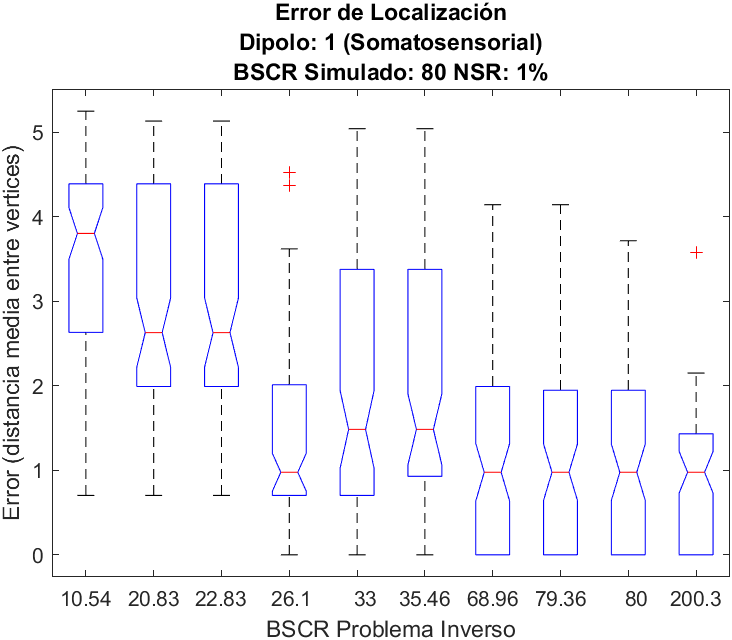 Error de Localización
Dipolo: 1 (Somatosensorial)
BSCR Simulado: 80 NSR: 1%
Error (distancia media entre vertices)
5
4
3
2
1
0
10.54 20.83 22.83 26.1 33 35.46 68.96 79.36 80 200.3
BSCR Problema Inverso